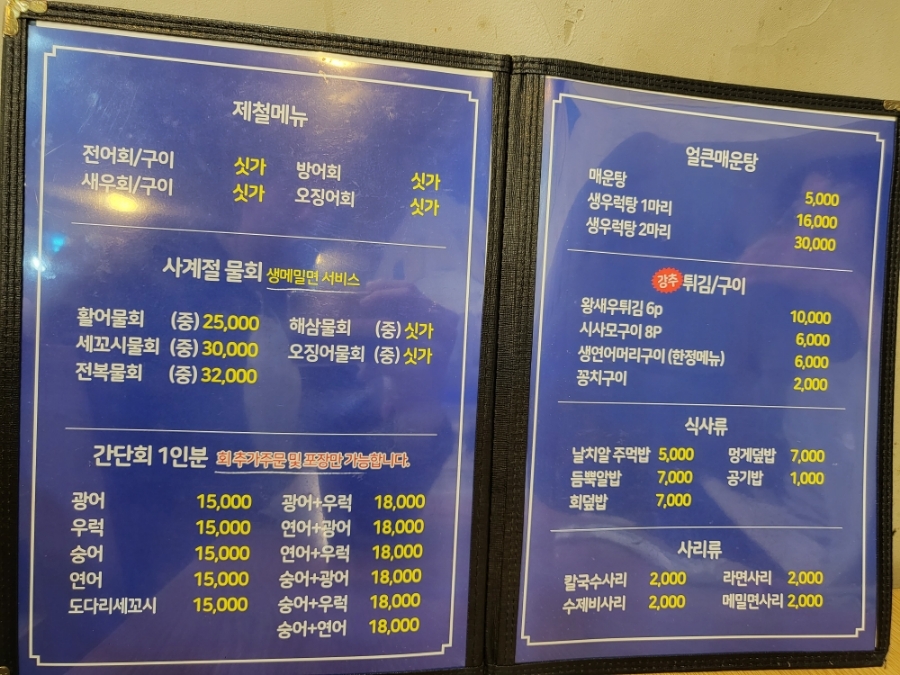 제철메뉴
전어회/구이 싯가 방어회 싯가
새우회/구이 싯가 오징어회 싯가
사계절 물회 생메밀면 서비스
활어물회 (중) 25,000 해삼물회 (중) 싯가
세꼬시물회 (중) 30,000 오징어물회 (중) 싯가
전복물회 (중) 32,000
간단회 1인분 회 추가주문 및 포장만 가능합니다.
광어 15,000 광어+우럭 18,000
우럭 15,000 연어+광어 18,000
숭어 15,000 연어+우럭 18,000
연어 15,000 숭어+광어 18,000
도다리세꼬시 15,000 숭어+우럭 18,000
숭어+연어 18,000
얼큰매운탕
매운탕 5,000
생우럭탕 1마리 16,000
생우럭탕 2마리 30,000
강추 튀김/구이
왕새우튀김 6p 10,000
시사모구이 8P 6,000
생연어머리구이 (한정메뉴) 6,000
꽁치구이 2,000
식사류
날치알 주먹밥 5,000 멍게덮밥 7,000
듬뿍알밥 7,000 공기밥 1,000
회덮밥 7,000
사리류
칼국수사리 2,000 라면사리 2,000
수제비사리 2,000 메밀면사리 2,000